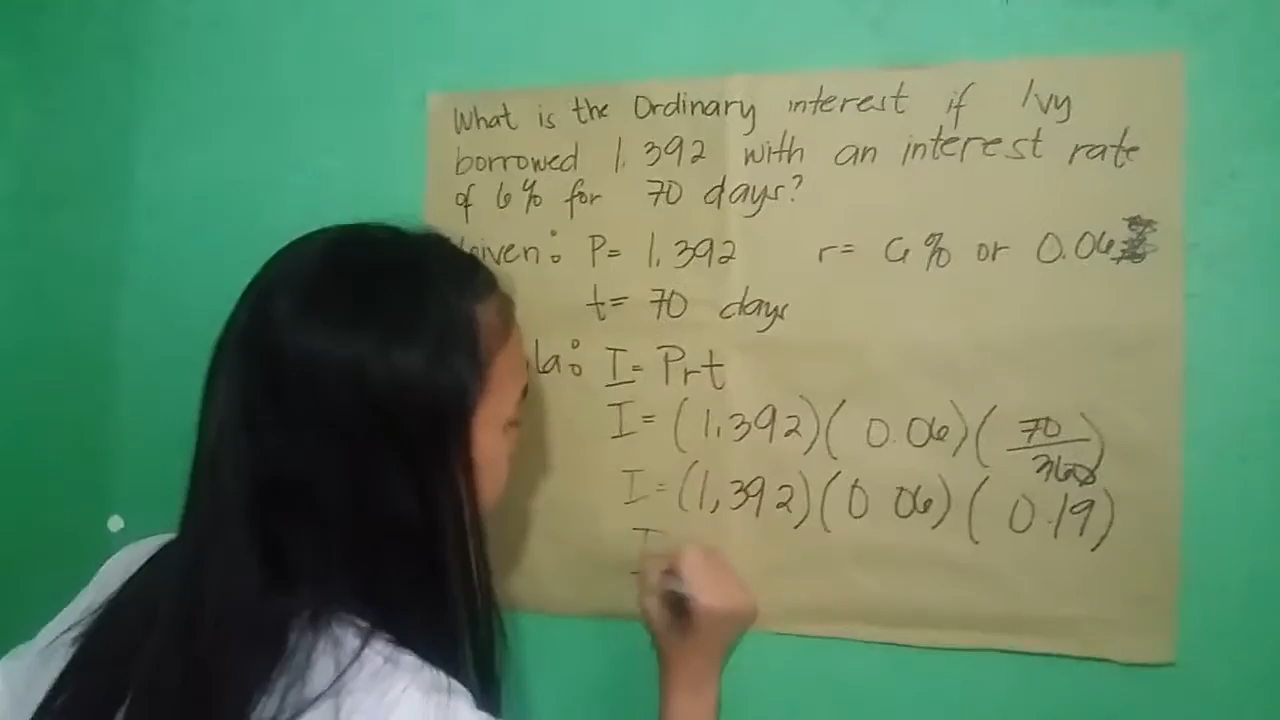 What is the Ordinary interest if Ivy
borrowed 1,392 with an interest rate
of 6% for 70 days?
Given: P= 1,392 r= 6% or 0.06
t= 70 days
la: I= Prt
I= (1,392)(0.06)(70/360)
I= (1,392)(0.06)(0.19)
I